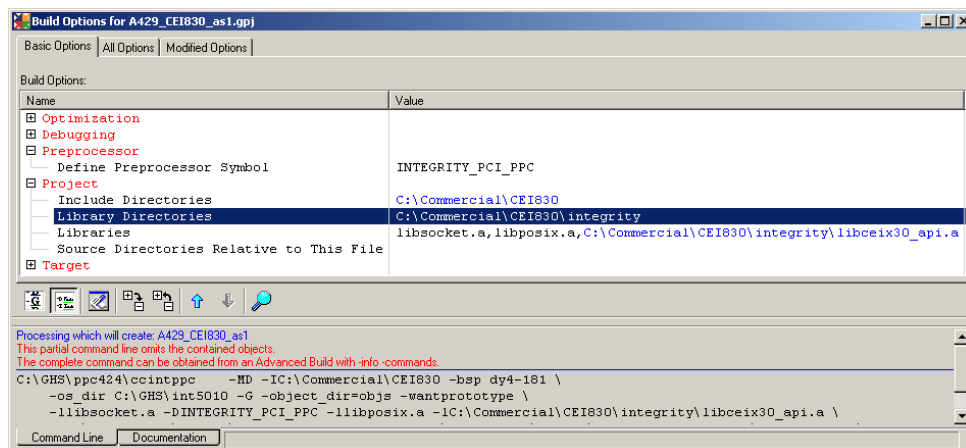 Build Options for A429_CEI830_as1.gpj
Basic Options All Options Modified Options
Build Options:
Name Value
Optimization
Debugging
Preprocessor
Define Preprocessor Symbol INTEGRITY_PCI_PPC
Project
Include Directories C:\Commercial\CEI830
Library Directories C:\Commercial\CEI830\integrity
Libraries libsocket.a,libposix.a,C:\Commercial\CEI830\integrity\libceix30_api.a
Source Directories Relative to This File
Target
Processing which will create: A429_CEI830_as1
This partial command line omits the contained objects.
The complete command can be obtained from an Advanced Build with -info -commands.
C:\GHS\ppc424\ccintppc -MD -IC:\Commercial\CEI830 -bsp dy4-181 \
-os_dir C:\GHS\int5010 -G -object_dir=objs -wantprototype \
-llibsocket.a -DINTEGRITY_PCI_PPC -llibposix.a -lC:\Commercial\CEI830\integrity\libceix30_api.a \
Command Line Documentation